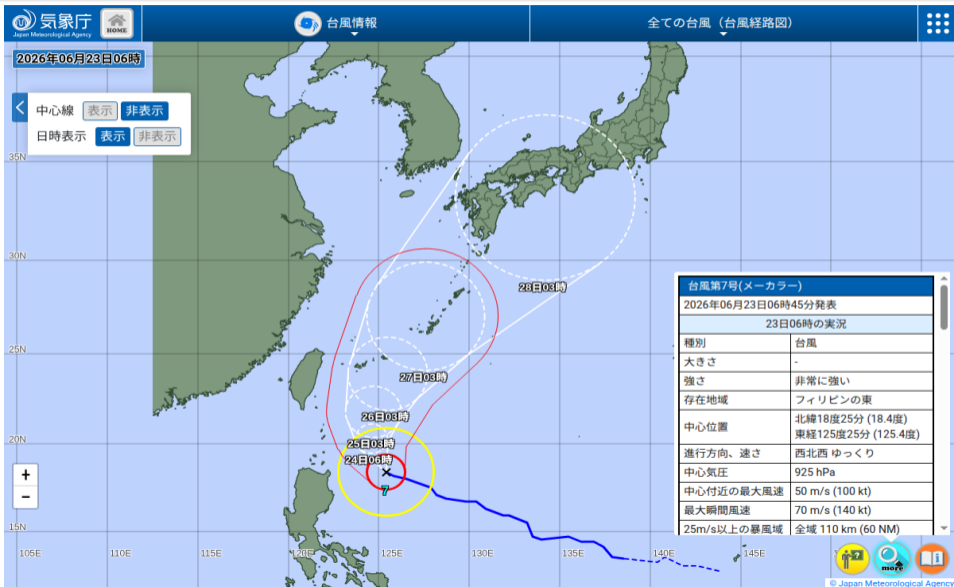 気象庁
Japan Meteorological Agency
HOME
台風情報
全ての台風（台風経路図）
2026年06月23日06時
中心線 表示 非表示
日時表示 表示 非表示
35N
30N
28日03時
25N
27日03時
26日03時
20N
25日03時
24日06時
7
15N
105E 110E 115E 120E 125E 130E 135E 140E 145E
+
−
台風第7号(メーカラー)
2026年06月23日06時45分発表
23日06時の実況
種別 台風
大きさ -
強さ 非常に強い
存在地域 フィリピンの東
中心位置 北緯18度25分 (18.4度)
東経125度25分 (125.4度)
進行方向、速さ 西北西 ゆっくり
中心気圧 925 hPa
中心付近の最大風速 50 m/s (100 kt)
最大瞬間風速 70 m/s (140 kt)
25m/s以上の暴風域 全域 110 km (60 NM)
more
© Japan Meteorological Agency